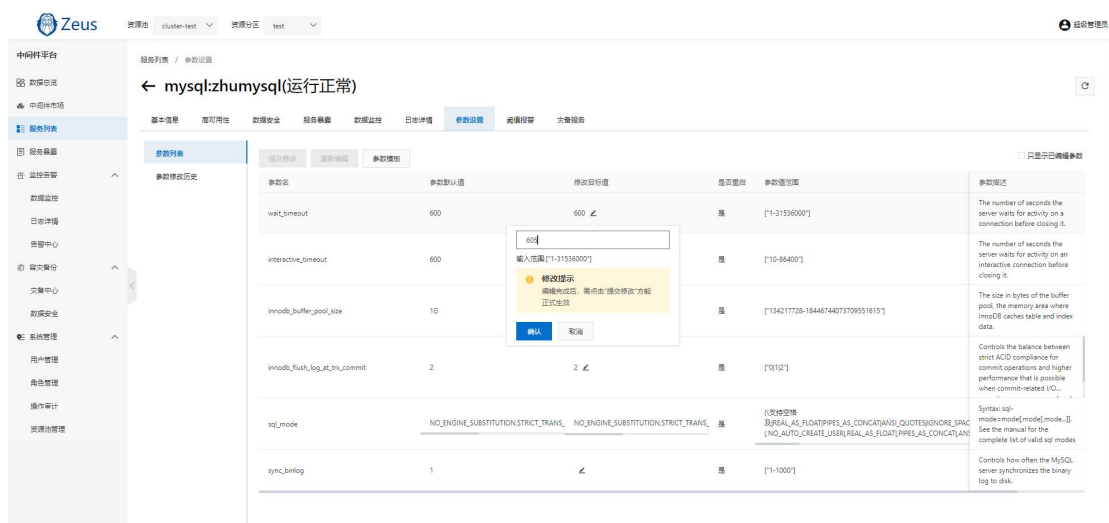 Zeus
资源池 cluster-test 资源分区 test
超级管理员
中间件平台
数据总览
中间件市场
服务列表
服务暴露
监控告警
数据监控
日志详情
告警中心
容灾备份
灾备中心
数据安全
系统管理
用户管理
角色管理
操作审计
资源池管理
服务列表 / 参数设置
← mysql:zhumysql(运行正常)
基本信息 高可用性 数据安全 服务暴露 数据监控 日志详情 参数设置 阈值报警 灾备服务
参数列表
参数修改历史
提交修改 重新编辑 参数模板
只显示已编辑参数
参数名 参数默认值 修改目标值 是否重启 参数值范围 参数描述
wait_timeout 600 600 是 ["1-31536000"]
The number of seconds the
server waits for activity on a
connection before closing it.
605
输入范围:["1-31536000"]
修改提示
编辑完成后，需点击"提交修改"方能
正式生效
确认 取消
interactive_timeout 600 是 ["10-86400"]
The number of seconds the
server waits for activity on an
interactive connection before
closing it.
innodb_buffer_pool_size 1G 是 ["134217728-18446744073709551615"]
The size in bytes of the buffer
pool, the memory area where
InnoDB caches table and index
data.
innodb_flush_log_at_trx_commit 2 2 是 ["0|1|2"]
Controls the balance between
strict ACID compliance for
commit operations and higher
performance that is possible
when commit-related I/O...
sql_mode NO_ENGINE_SUBSTITUTION,STRICT_TRANS_ NO_ENGINE_SUBSTITUTION,STRICT_TRANS_ 是
(\支持空格
及|REAL_AS_FLOAT|PIPES_AS_CONCAT|ANSI_QUOTES|IGNORE_SPAC
(,NO_AUTO_CREATE_USER|,REAL_AS_FLOAT|,PIPES_AS_CONCAT|,ANS
Syntax: sql-
mode=mode[,mode[,mode...]].
See the manual for the
complete list of valid sql modes
sync_binlog 1 是 ["1-1000"]
Controls how often the MySQL
server synchronizes the binary
log to disk.